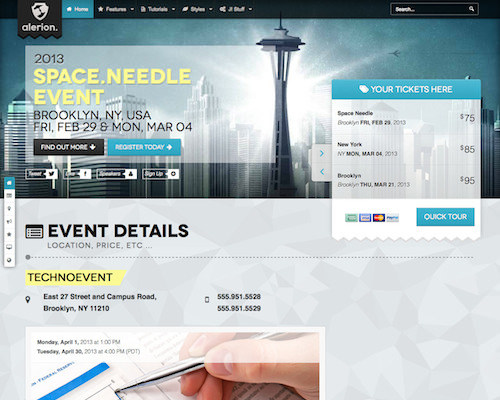 alerion.
Home Features Tutorials Styles J! Stuff
Search...
2013
SPACE.NEEDLE
EVENT
BROOKLYN, NY, USA
FRI, FEB 29 & MON, MAR 04
FIND OUT MORE
REGISTER TODAY
Tweet
Speakers
Sign Up
YOUR TICKETS HERE
Space Needle
Brooklyn FRI, FEB 29, 2013
$75
New York
NY MON, MAR 04, 2013
$85
Brooklyn
Brooklyn THU, MAR 21, 2013
$95
VISA PayPal
QUICK TOUR
EVENT DETAILS
LOCATION, PRICE, ETC ...
TECHNOEVENT
East 27 Street and Campus Road,
Brooklyn, NY 11210
555.951.5528
555.951.5529
Monday, April 1, 2013 at 1:00 PM
Tuesday, April 30, 2013 at 4:00 PM (PDT)